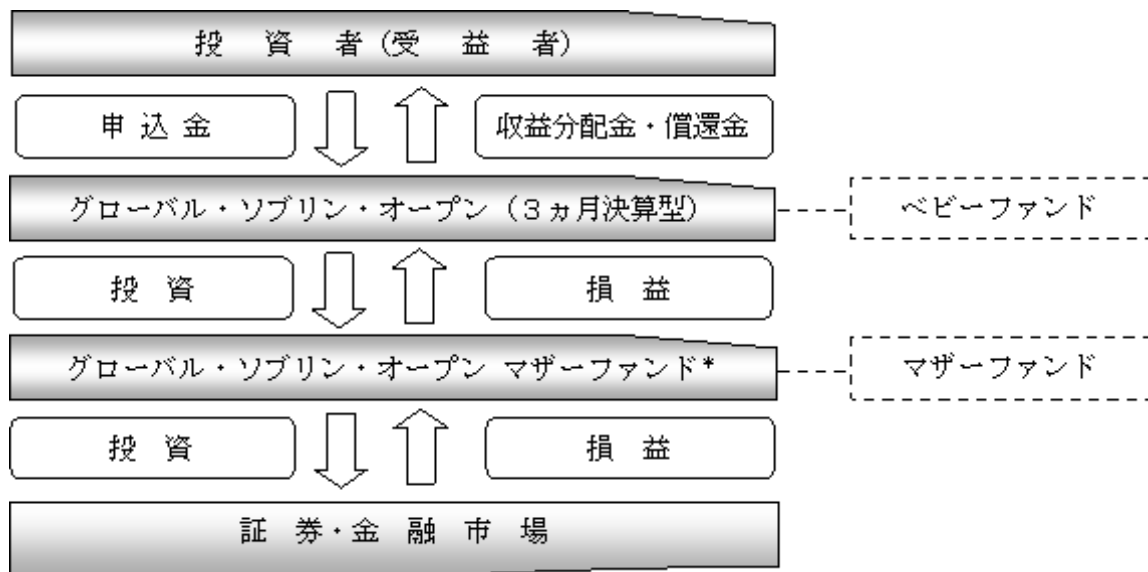 投 資 者(受 益 者)
申 込 金
収益分配金・償還金
グローバル・ソブリン・オープン(3ヵ月決算型)
ベビーファンド
投 資
損 益
グローバル・ソブリン・オープン マザーファンド*
マザーファンド
投 資
損 益
証 券・金 融 市 場